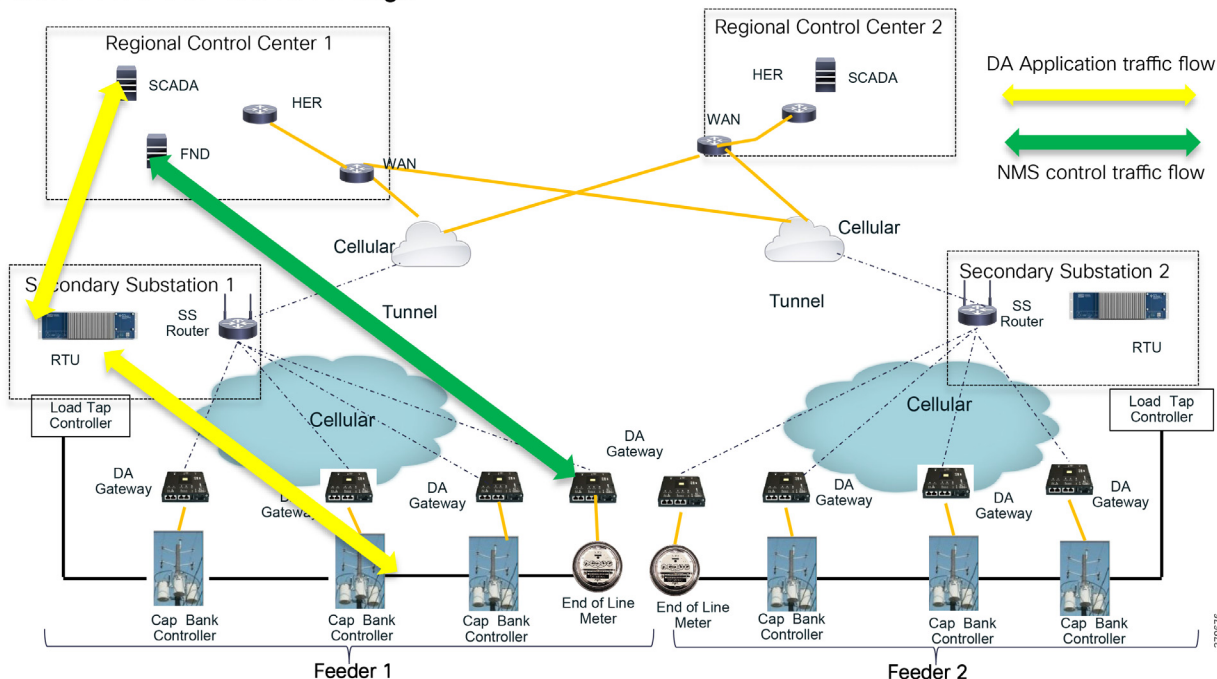 Regional Control Center 1
SCADA
HER
FND
WAN
Regional Control Center 2
HER
SCADA
WAN
DA Application traffic flow
NMS control traffic flow
Cellular
Cellular
Secondary Substation 1
SS
Router
RTU
Tunnel
Tunnel
Secondary Substation 2
SS
Router
RTU
Load Tap
Controller
Cellular
Cellular
Load Tap
Controller
DA
Gateway
Gateway
DA
Gateway
DA
Gateway
DA
Gateway
DA
Gateway
DA
Gateway
Cap Bank
Controller
Cap Bank
Controller
Cap Bank
Controller
End of Line
Meter
End of Line
Meter
Cap Bank
Controller
Cap Bank
Controller
Cap Bank
Controller
Feeder 1
Feeder 2